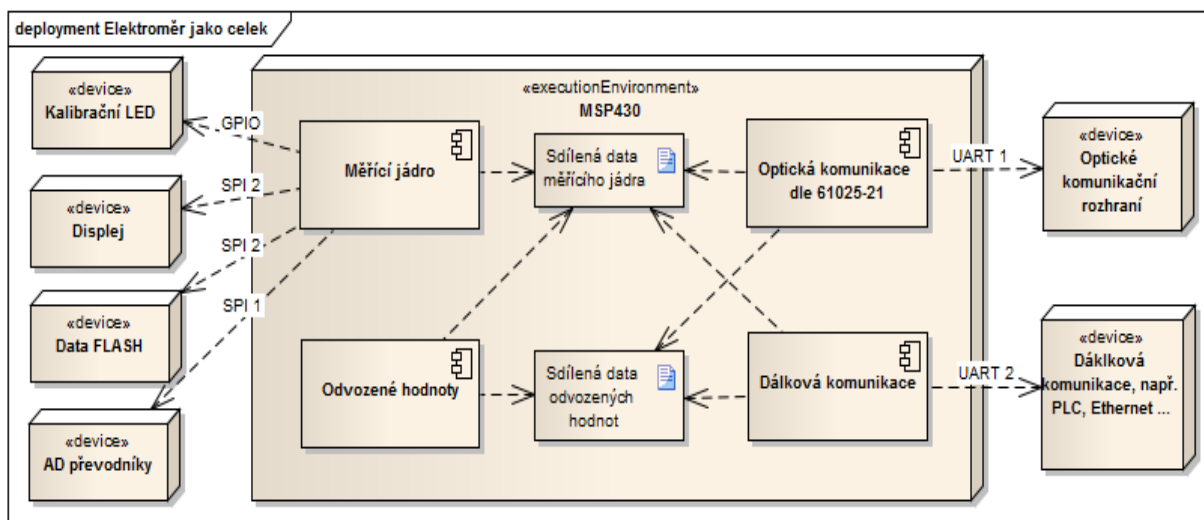 deployment Elektroměr jako celek
«device»
Kalibrační LED
GPIO
«device»
Displej
SPI 2
«device»
Data FLASH
SPI 2
«device»
AD převodníky
SPI 1
«executionEnvironment»
MSP430
Měřící jádro
Sdílená data
měřícího jádra
Optická komunikace
dle 61025-21
Odvozené hodnoty
Sdílená data
odvozených
hodnot
Dálková komunikace
UART 1
«device»
Optické
komunikační
rozhraní
UART 2
«device»
Dáklková
komunikace, např.
PLC, Ethernet ...